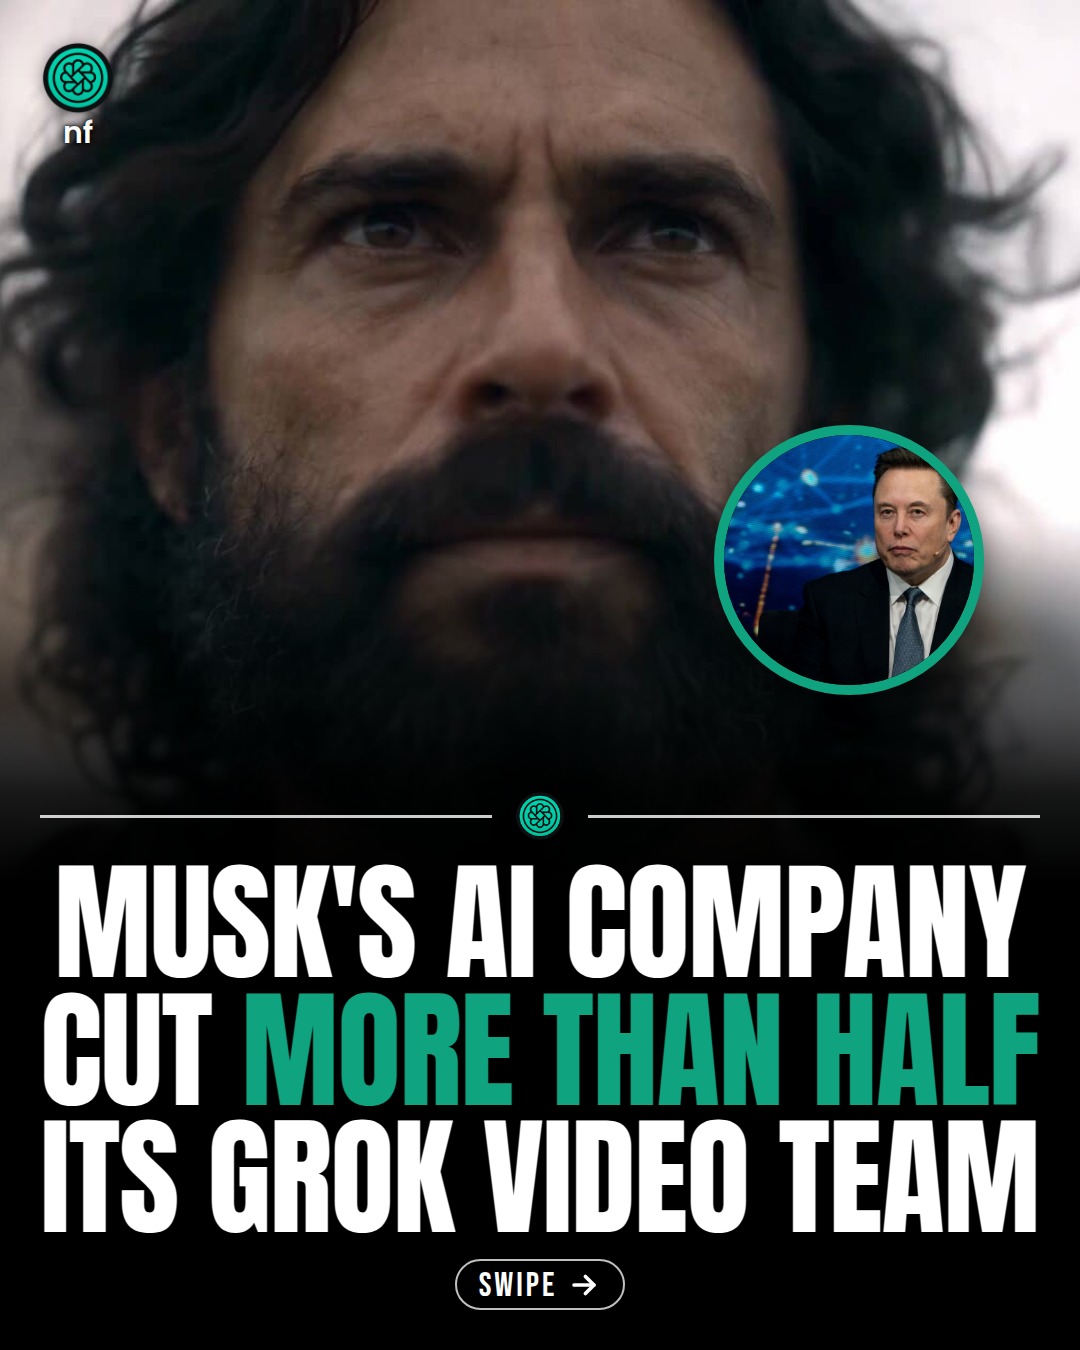 nf
MUSK'S AI COMPANY
CUT MORE THAN HALF
ITS GROK VIDEO TEAM
SWIPE →